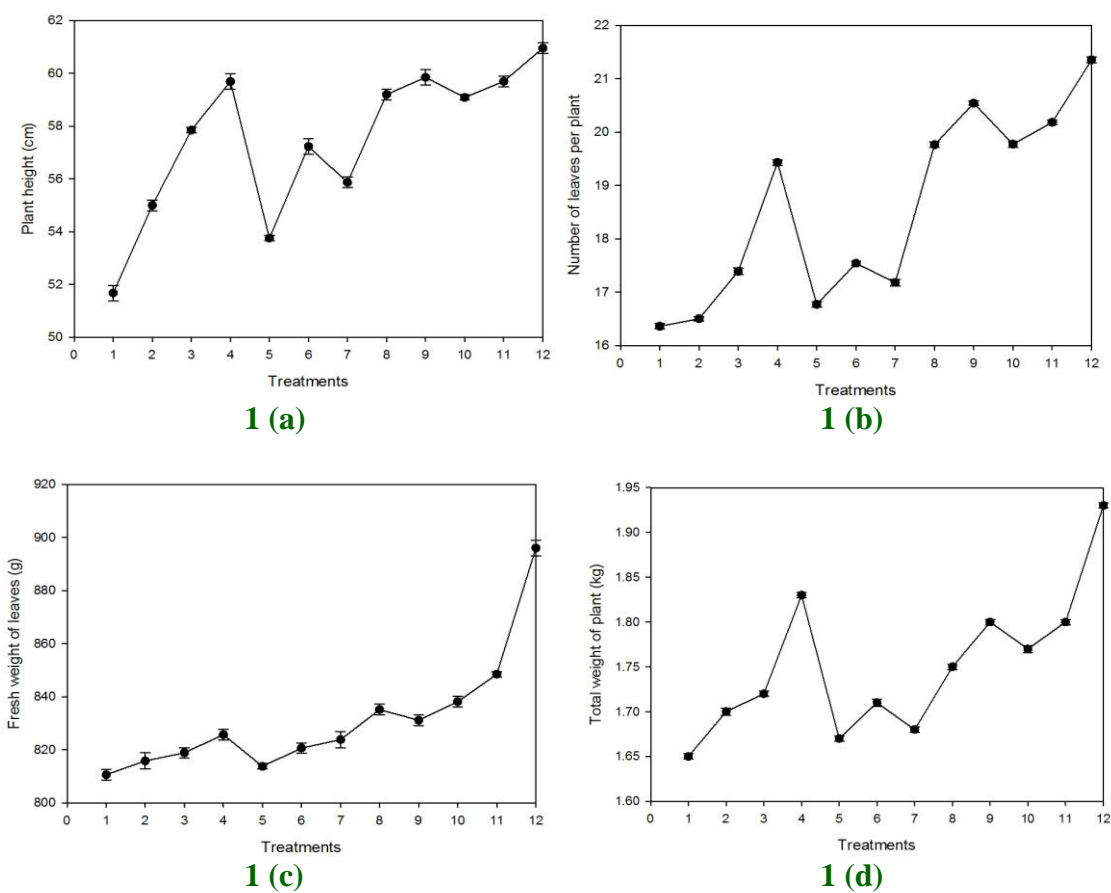 62
60
58
56
54
52
50
Plant height (cm)
0 1 2 3 4 5 6 7 8 9 10 11 12
Treatments
1 (a)
22
21
20
19
18
17
16
Number of leaves per plant
0 1 2 3 4 5 6 7 8 9 10 11 12
Treatments
1 (b)
920
900
880
860
840
820
800
Fresh weight of leaves (g)
0 1 2 3 4 5 6 7 8 9 10 11 12
Treatments
1 (c)
1.95
1.90
1.85
1.80
1.75
1.70
1.65
1.60
Total weight of plant (kg)
0 1 2 3 4 5 6 7 8 9 10 11 12
Treatments
1 (d)